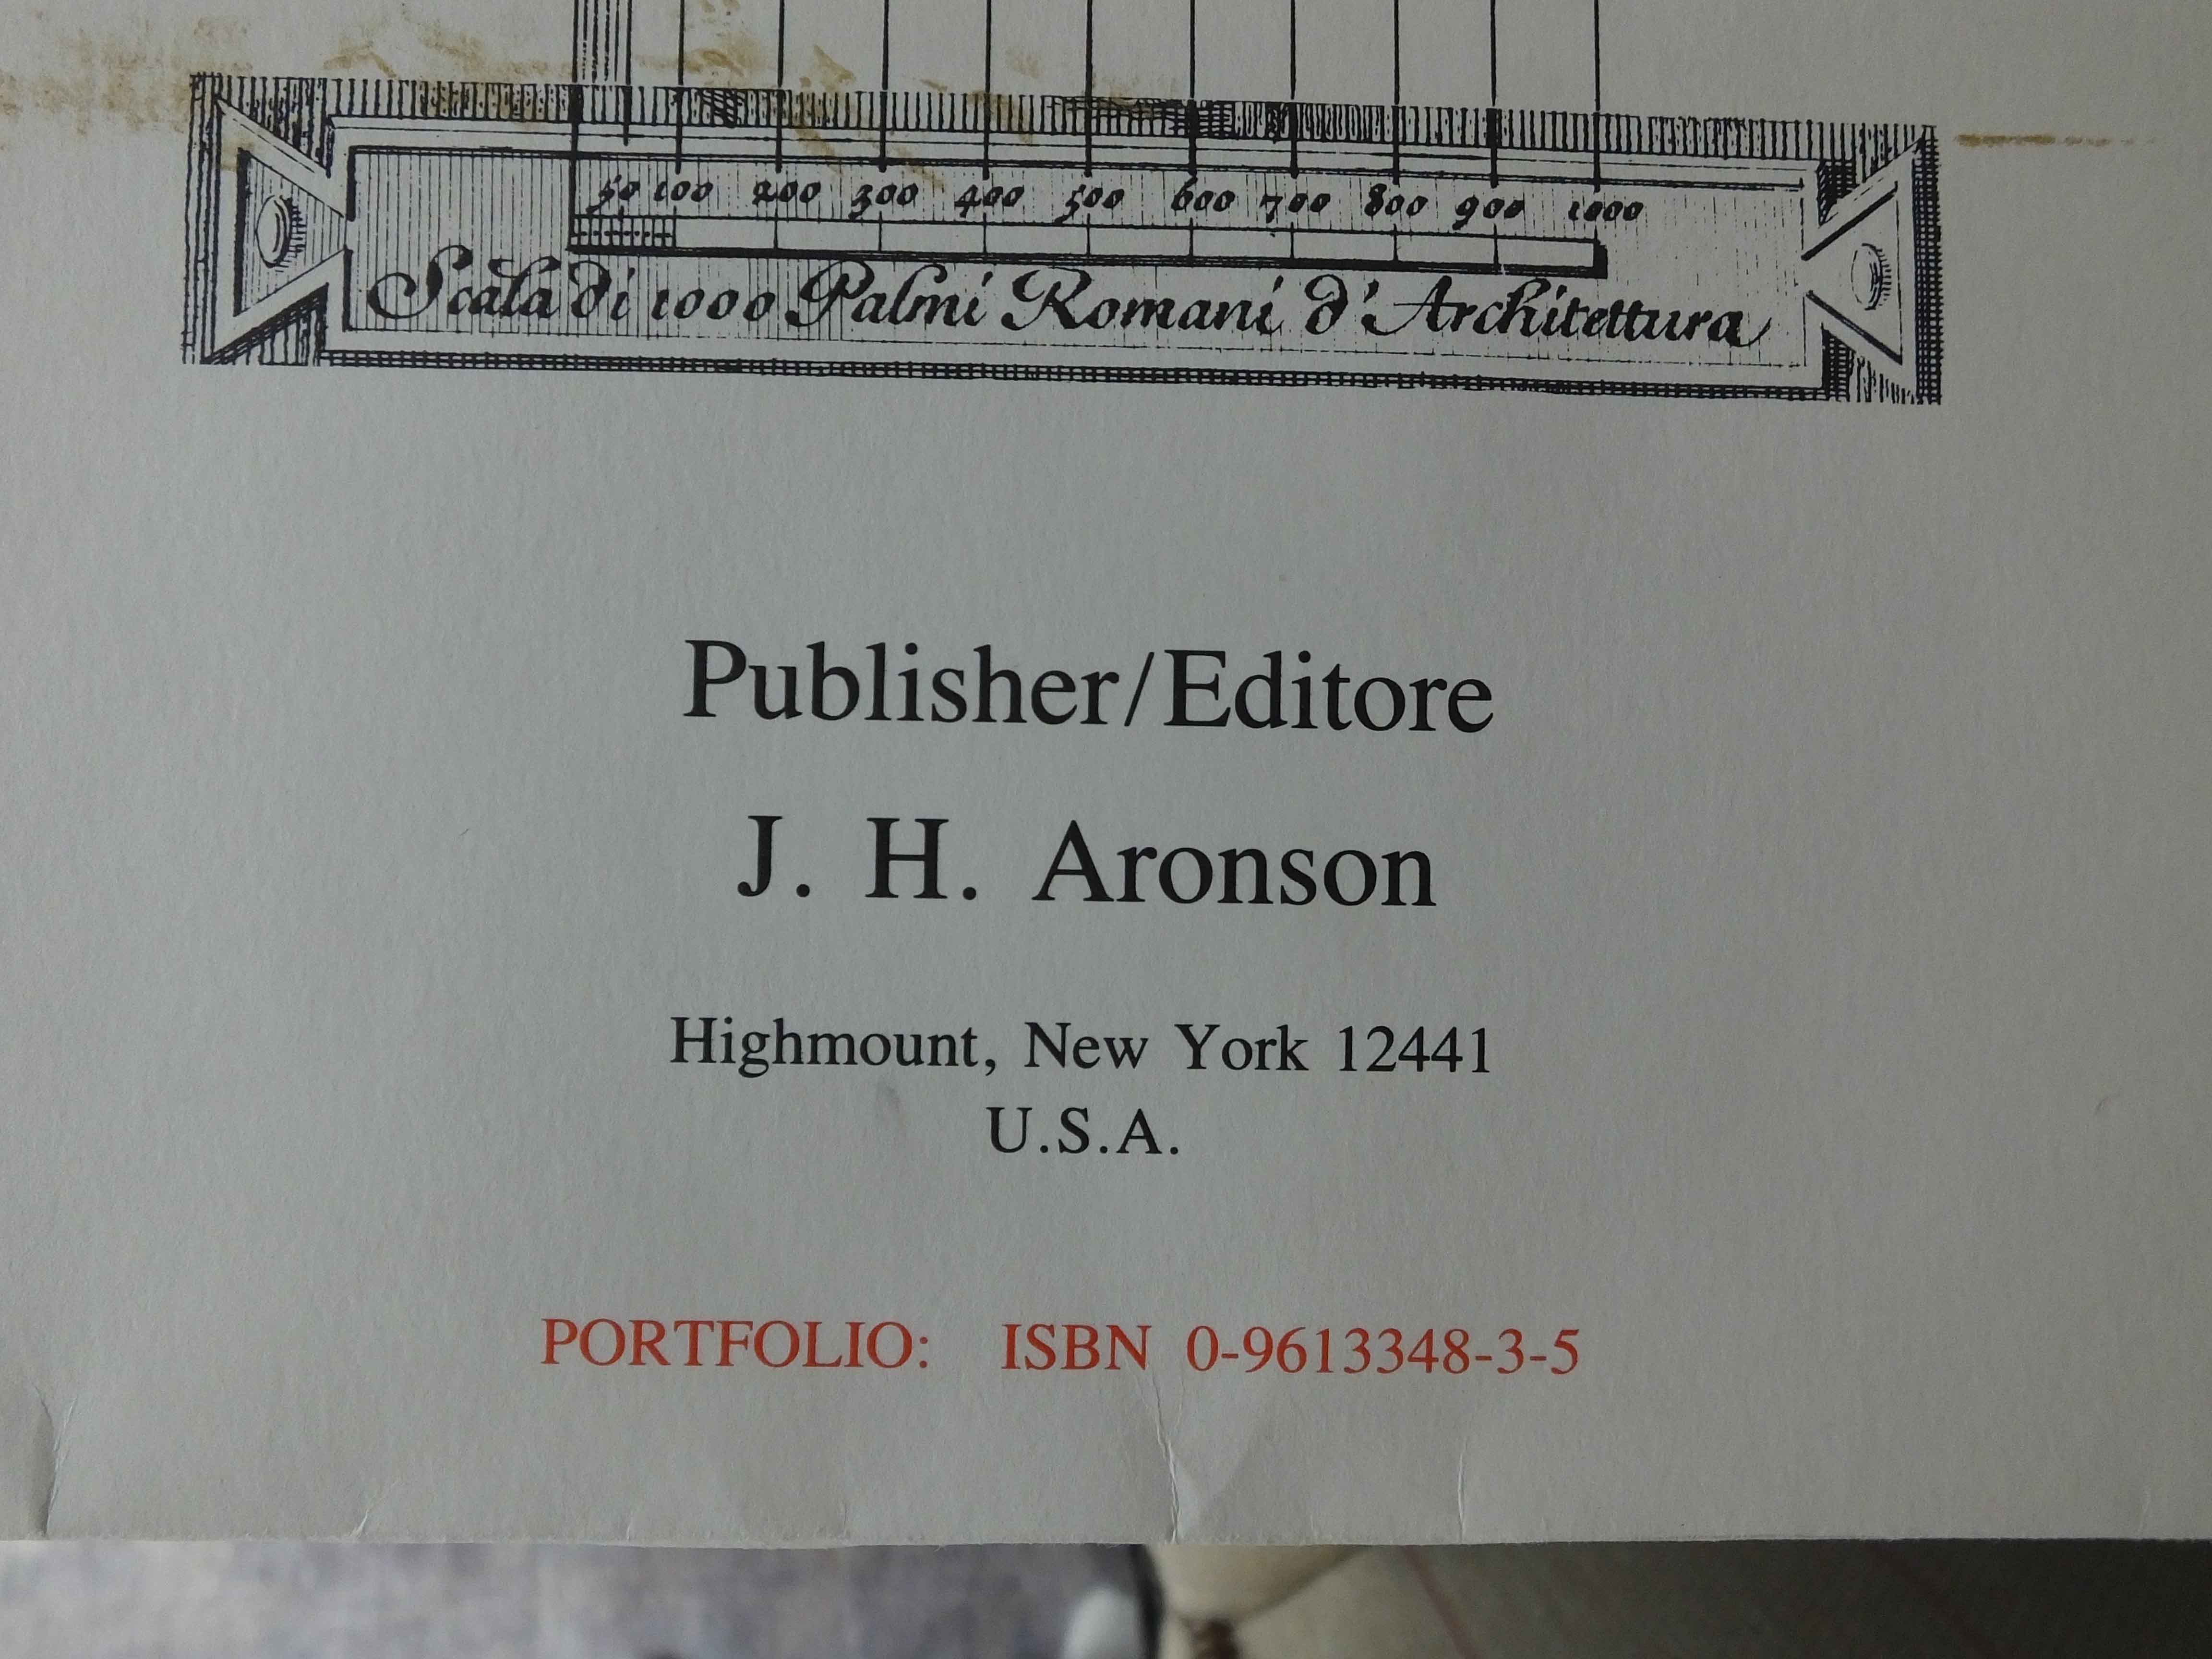 50 100 200 300 400 500 600 700 800 900 1000
Scala di 1000 Palmi Romani d'Architettura
Publisher/Editore
J. H. Aronson
Highmount, New York 12441
U.S.A.
PORTFOLIO: ISBN 0-9613348-3-5